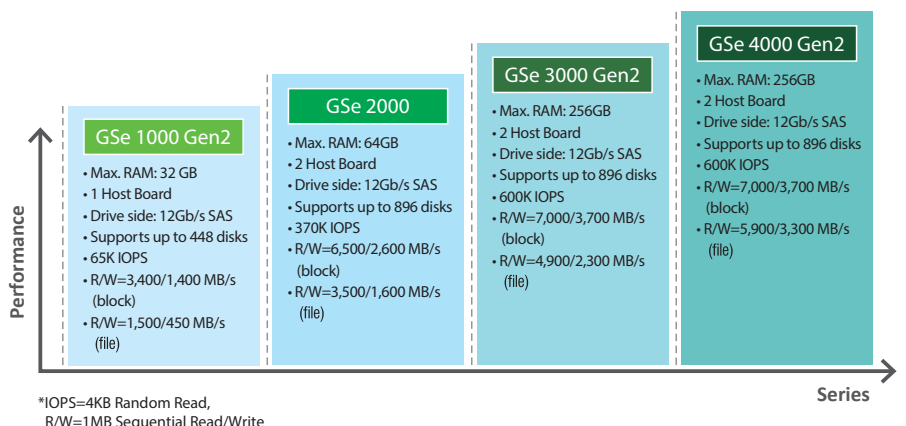 GSe 1000 Gen2
• Max. RAM: 32 GB
• 1 Host Board
• Drive side: 12Gb/s SAS
• Supports up to 448 disks
• 65K IOPS
• R/W=3,400/1,400 MB/s
(block)
• R/W=1,500/450 MB/s
(file)
GSe 2000
• Max. RAM: 64GB
• 2 Host Board
• Drive side: 12Gb/s SAS
• Supports up to 896 disks
• 370K IOPS
• R/W=6,500/2,600 MB/s
(block)
• R/W=3,500/1,600 MB/s
(file)
GSe 3000 Gen2
• Max. RAM: 256GB
• 2 Host Board
• Drive side: 12Gb/s SAS
• Supports up to 896 disks
• 600K IOPS
• R/W=7,000/3,700 MB/s
(block)
• R/W=4,900/2,300 MB/s
(file)
GSe 4000 Gen2
• Max. RAM: 256GB
• 2 Host Board
• Drive side: 12Gb/s SAS
• Supports up to 896 disks
• 600K IOPS
• R/W=7,000/3,700 MB/s
(block)
• R/W=5,900/3,300 MB/s
(file)
Performance
Series
*IOPS=4KB Random Read,
R/W=1MB Sequential Read/Write